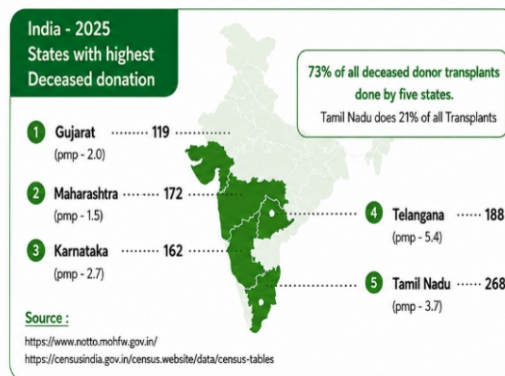 India - 2025
States with highest
Deceased donation
73% of all deceased donor transplants
done by five states.
Tamil Nadu does 21% of all Transplants
1 Gujarat ········ 119 ········
(pmp - 2.0)
2 Maharashtra ····· 172 ········
(pmp - 1.5)
3 Karnataka ······ 162 ········
(pmp - 2.7)
········ 4 Telangana ····· 188
(pmp - 5.4)
········ 5 Tamil Nadu ···· 268
(pmp - 3.7)
Source :
https://www.notto.mohfw.gov.in/
https://censusindia.gov.in/census.website/data/census-tables